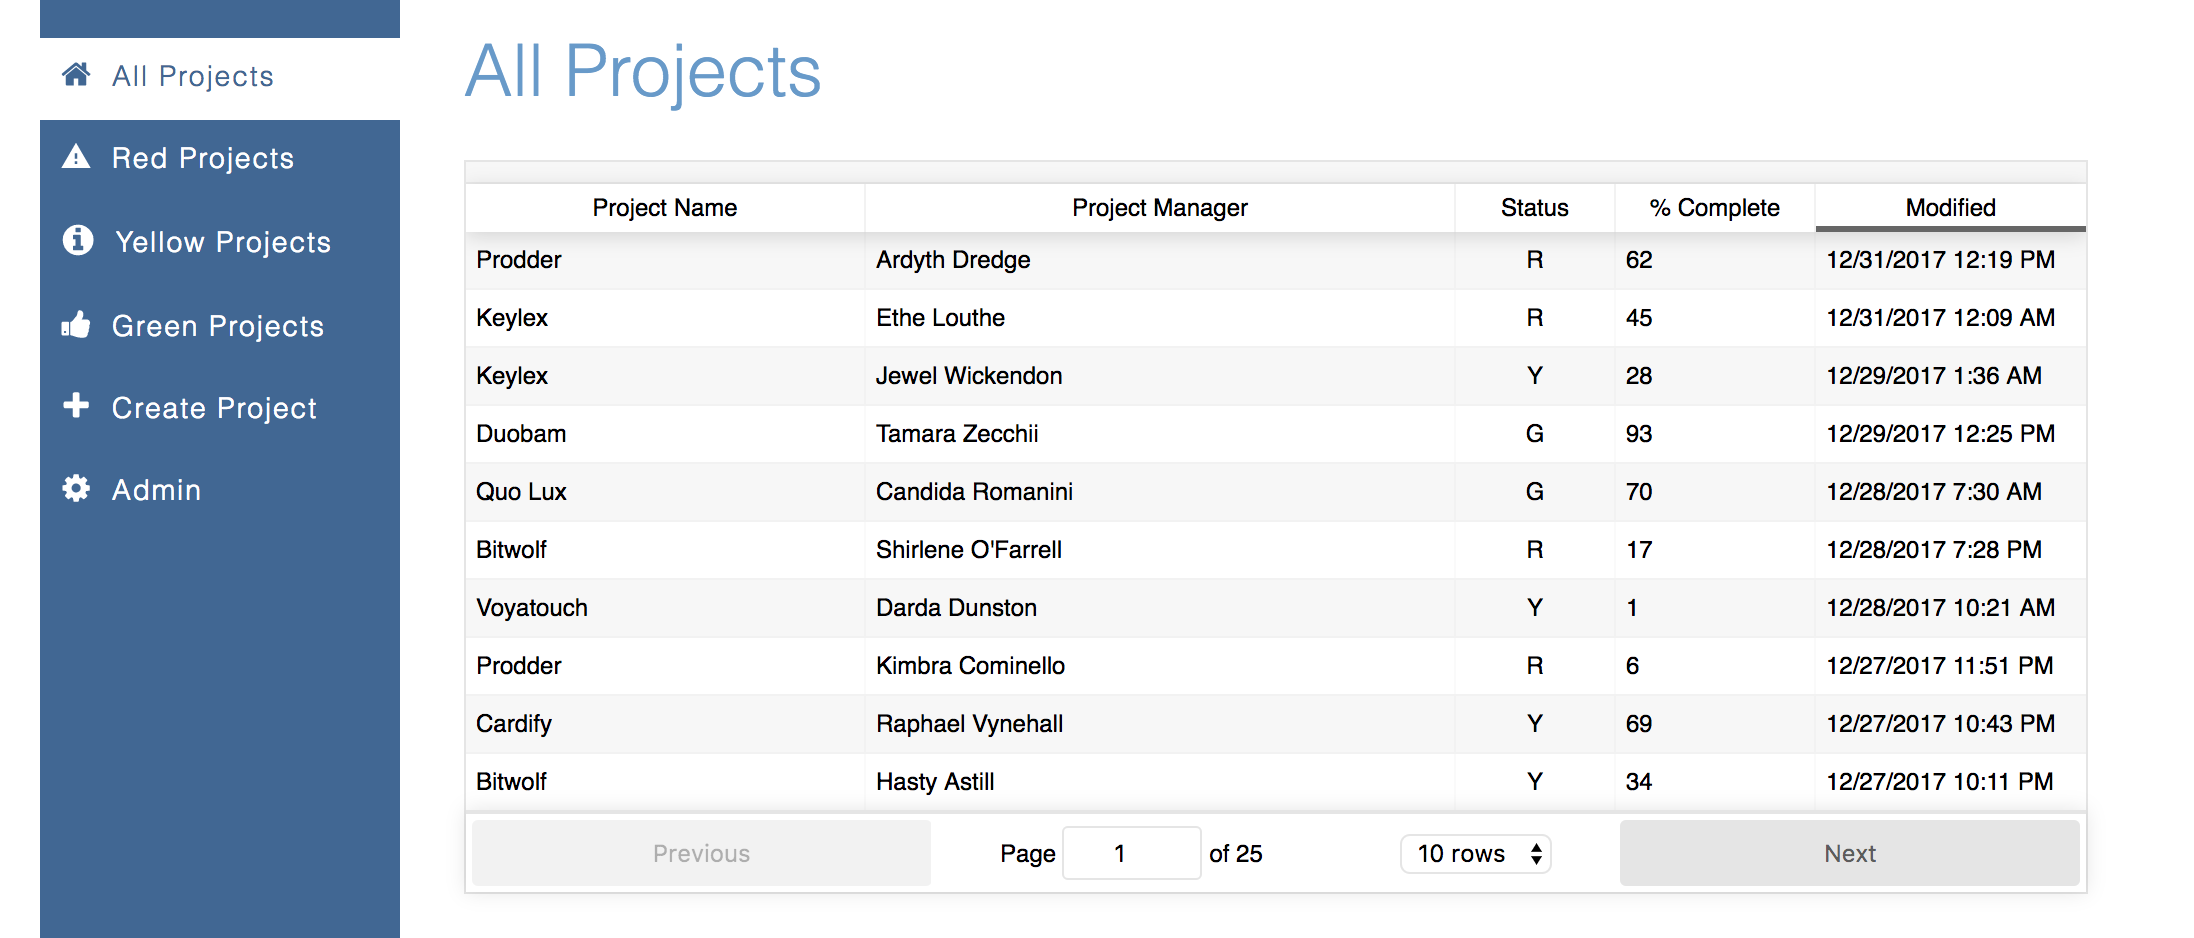 All Projects
Red Projects
Yellow Projects
Green Projects
Create Project
Admin
All Projects
Project Name Project Manager Status % Complete Modified
Prodder Ardyth Dredge R 62 12/31/2017 12:19 PM
Keylex Ethe Louthe R 45 12/31/2017 12:09 AM
Keylex Jewel Wickendon Y 28 12/29/2017 1:36 AM
Duobam Tamara Zecchii G 93 12/29/2017 12:25 PM
Quo Lux Candida Romanini G 70 12/28/2017 7:30 AM
Bitwolf Shirlene O'Farrell R 17 12/28/2017 7:28 PM
Voyatouch Darda Dunston Y 1 12/28/2017 10:21 AM
Prodder Kimbra Cominello R 6 12/27/2017 11:51 PM
Cardify Raphael Vynehall Y 69 12/27/2017 10:43 PM
Bitwolf Hasty Astill Y 34 12/27/2017 10:11 PM
Previous Page 1 of 25 10 rows Next